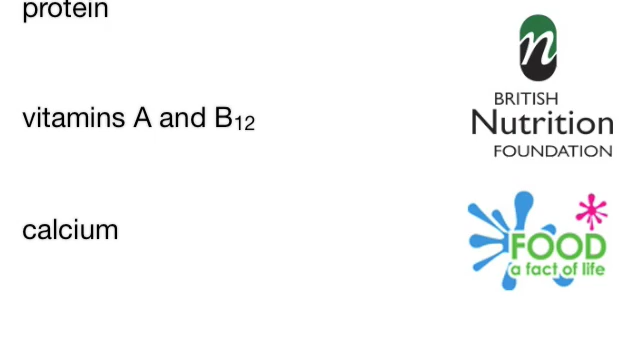 protein
vitamins A and B₁₂
calcium
n
BRITISH
Nutrition
FOUNDATION
FOOD
a fact of life